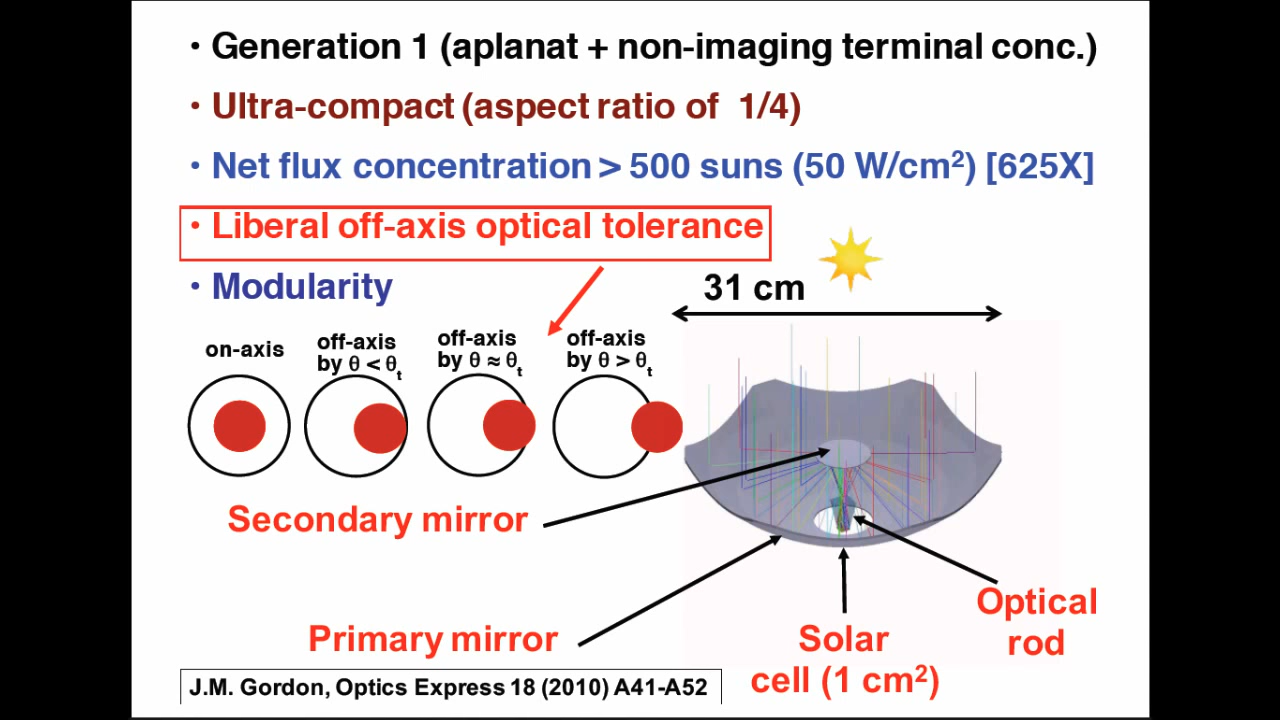 • Generation 1 (aplanat + non-imaging terminal conc.)
• Ultra-compact (aspect ratio of 1/4)
• Net flux concentration > 500 suns (50 W/cm²) [625X]
• Liberal off-axis optical tolerance
• Modularity
31 cm
on-axis
off-axis
by θ < θt
off-axis
by θ ≈ θt
off-axis
by θ > θt
Secondary mirror
Primary mirror
Solar
cell (1 cm²)
Optical
rod
J.M. Gordon, Optics Express 18 (2010) A41-A52